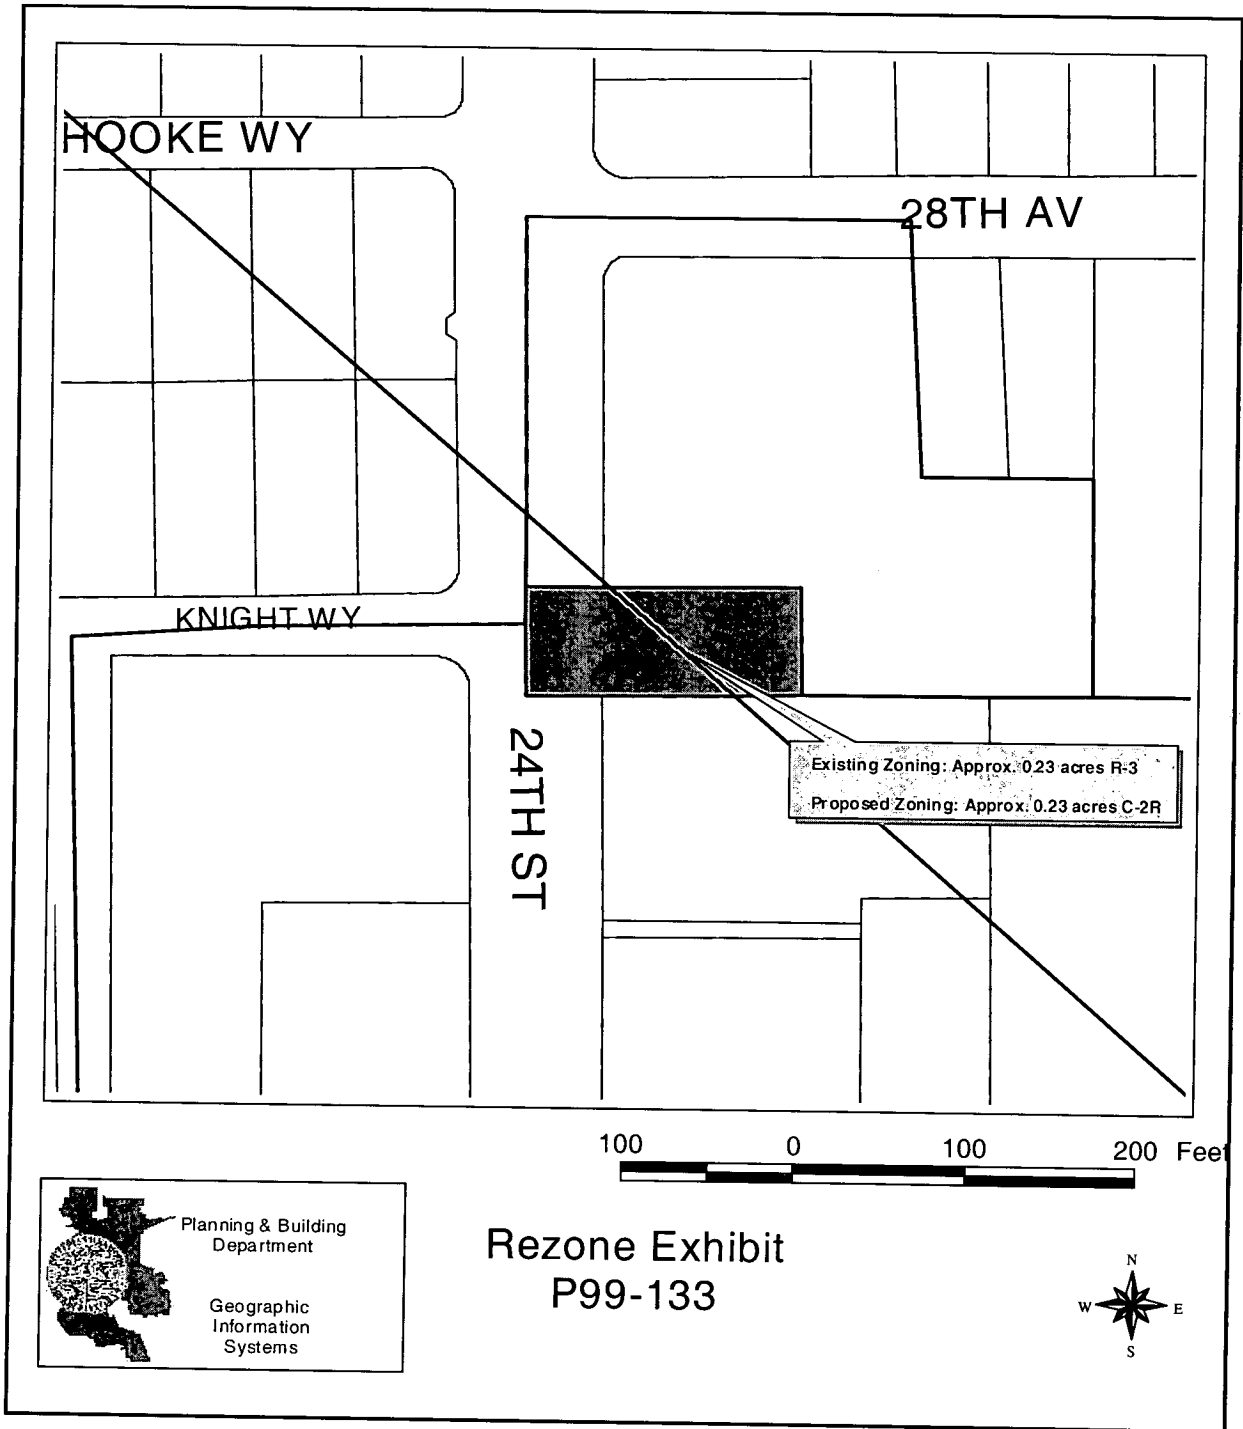 HOOKE WY
28TH AV
KNIGHT WY
24TH ST
Existing Zoning: Approx. 0.23 acres R-3
Proposed Zoning: Approx. 0.23 acres C-2R
100 0 100 200 Feet
Planning & Building
Department
Geographic
Information
Systems
Rezone Exhibit
P99-133
N
W E
S